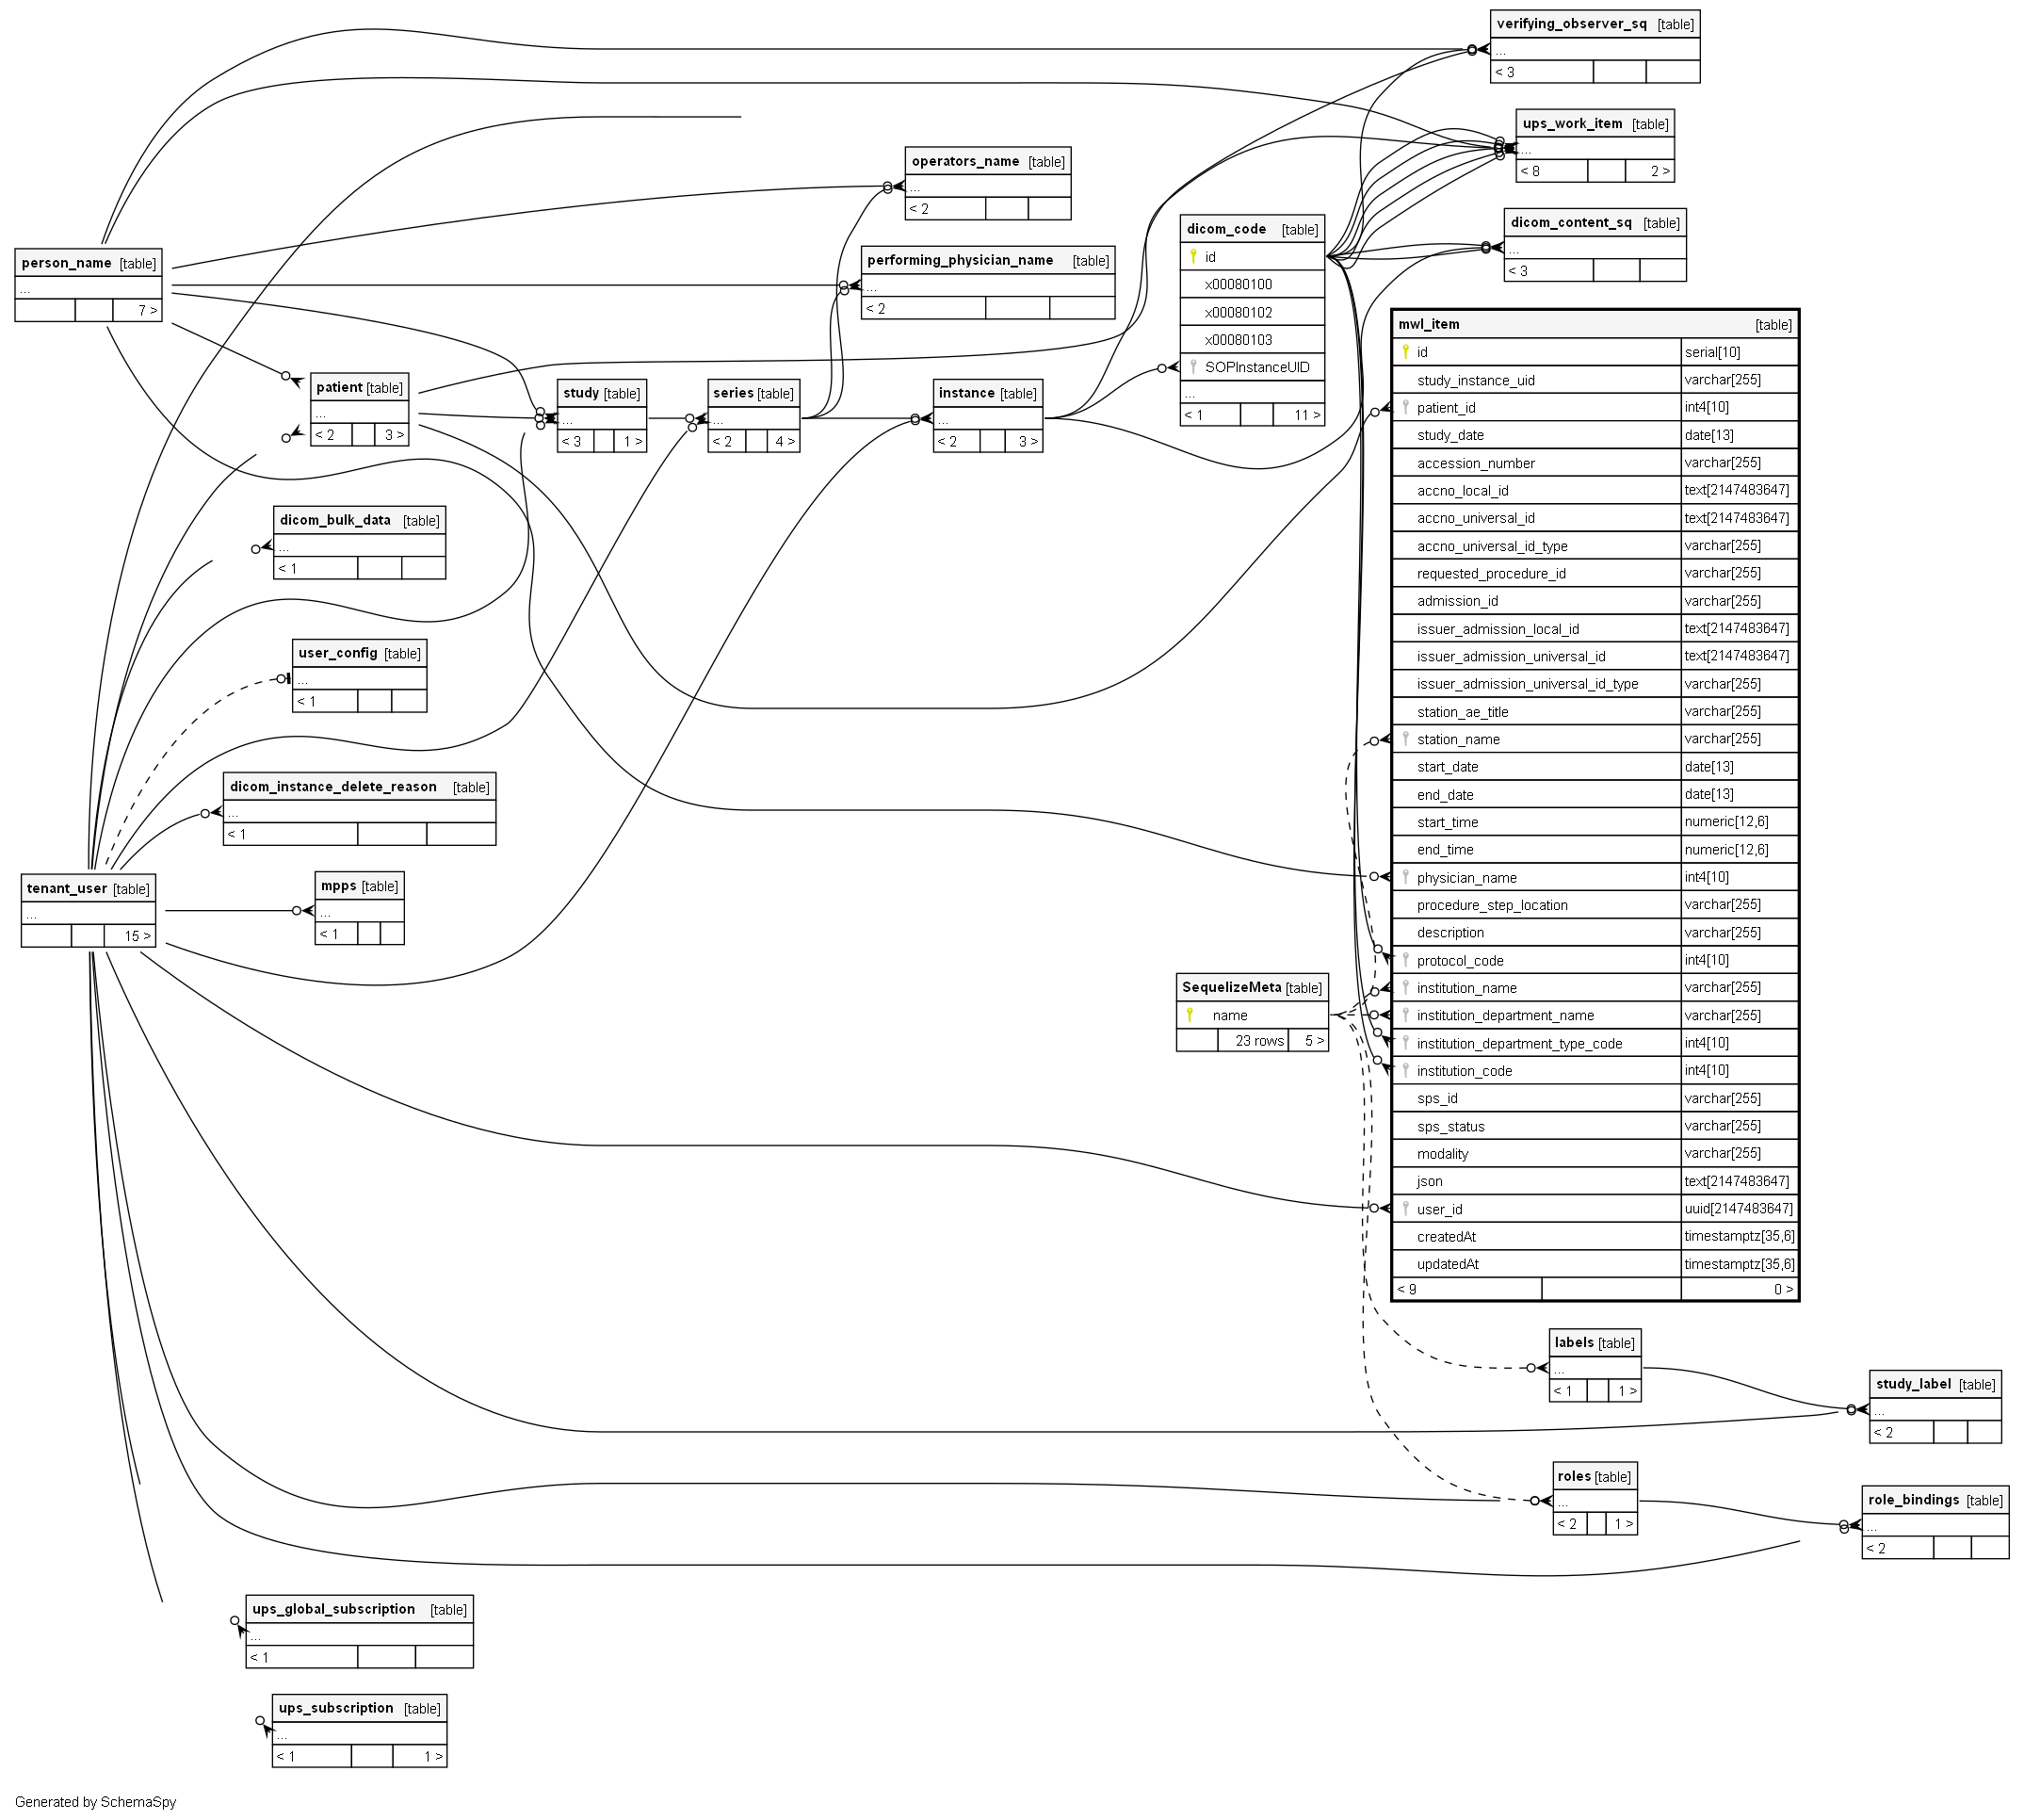 verifying_observer_sq [table]
...
< 3
ups_work_item [table]
...
< 8 2 >
operators_name [table]
...
< 2
dicom_content_sq [table]
...
< 3
dicom_code [table]
id
x00080100
x00080102
x00080103
SOPInstanceUID
...
< 1 11 >
performing_physician_name [table]
...
< 2
person_name [table]
...
7 >
patient [table]
...
< 2 3 >
study [table]
...
< 3 1 >
series [table]
...
< 2 4 >
instance [table]
...
< 2 3 >
mwl_item [table]
id serial[10]
study_instance_uid varchar[255]
patient_id int4[10]
study_date date[13]
accession_number varchar[255]
accno_local_id text[2147483647]
accno_universal_id text[2147483647]
accno_universal_id_type varchar[255]
requested_procedure_id varchar[255]
admission_id varchar[255]
issuer_admission_local_id text[2147483647]
issuer_admission_universal_id text[2147483647]
issuer_admission_universal_id_type varchar[255]
station_ae_title varchar[255]
station_name varchar[255]
start_date date[13]
end_date date[13]
start_time numeric[12,6]
end_time numeric[12,6]
physician_name int4[10]
procedure_step_location varchar[255]
description varchar[255]
protocol_code int4[10]
institution_name varchar[255]
institution_department_name varchar[255]
institution_department_type_code int4[10]
institution_code int4[10]
sps_id varchar[255]
sps_status varchar[255]
modality varchar[255]
json text[2147483647]
user_id uuid[2147483647]
createdAt timestamptz[35,6]
updatedAt timestamptz[35,6]
< 9 0 >
dicom_bulk_data [table]
...
< 1
user_config [table]
...
< 1
dicom_instance_delete_reason [table]
...
< 1
tenant_user [table]
...
15 >
mpps [table]
...
< 1
SequelizeMeta [table]
name
23 rows 5 >
labels [table]
...
< 1 1 >
study_label [table]
...
< 2
roles [table]
...
< 2 1 >
role_bindings [table]
...
< 2
ups_global_subscription [table]
...
< 1
ups_subscription [table]
...
< 1 1 >
Generated by SchemaSpy